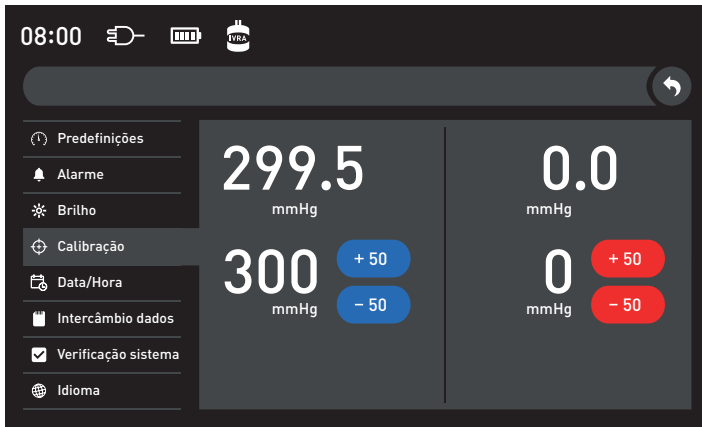 08:00
IVRA
Predefinições
Alarme
Brilho
Calibração
Data/Hora
Intercâmbio dados
Verificação sistema
Idioma
299.5
mmHg
300
mmHg
+ 50
– 50
0.0
mmHg
0
mmHg
+ 50
– 50